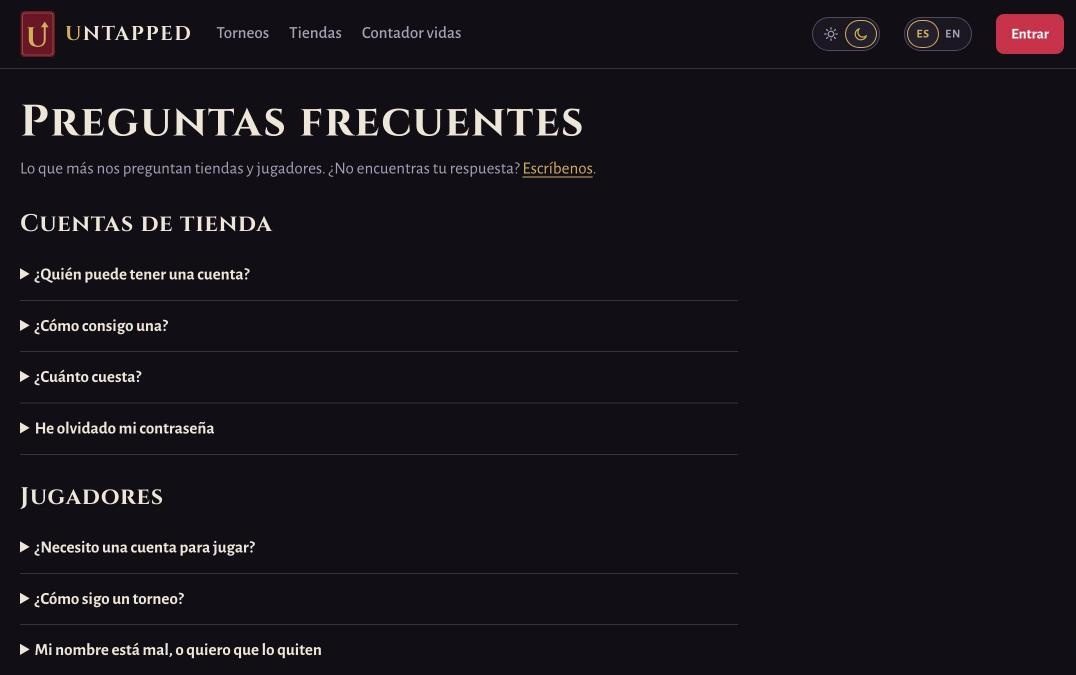 U UNTAPPED Torneos Tiendas Contador vidas ES EN Entrar
Preguntas frecuentes
Lo que más nos preguntan tiendas y jugadores. ¿No encuentras tu respuesta? Escríbenos.
Cuentas de tienda
¿Quién puede tener una cuenta?
¿Cómo consigo una?
¿Cuánto cuesta?
He olvidado mi contraseña
Jugadores
¿Necesito una cuenta para jugar?
¿Cómo sigo un torneo?
Mi nombre está mal, o quiero que lo quiten